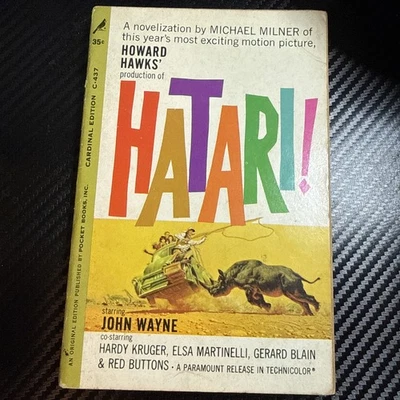 A novelization by MICHAEL MILNER of
this year's most exciting motion picture,
HOWARD
HAWKS'
production of
HATARI!
starring
JOHN WAYNE
co-starring
HARDY KRUGER, ELSA MARTINELLI, GERARD BLAIN
& RED BUTTONS • A PARAMOUNT RELEASE IN TECHNICOLOR®
35¢
CARDINAL EDITION C-437
AN ORIGINAL EDITION PUBLISHED BY POCKET BOOKS, INC.